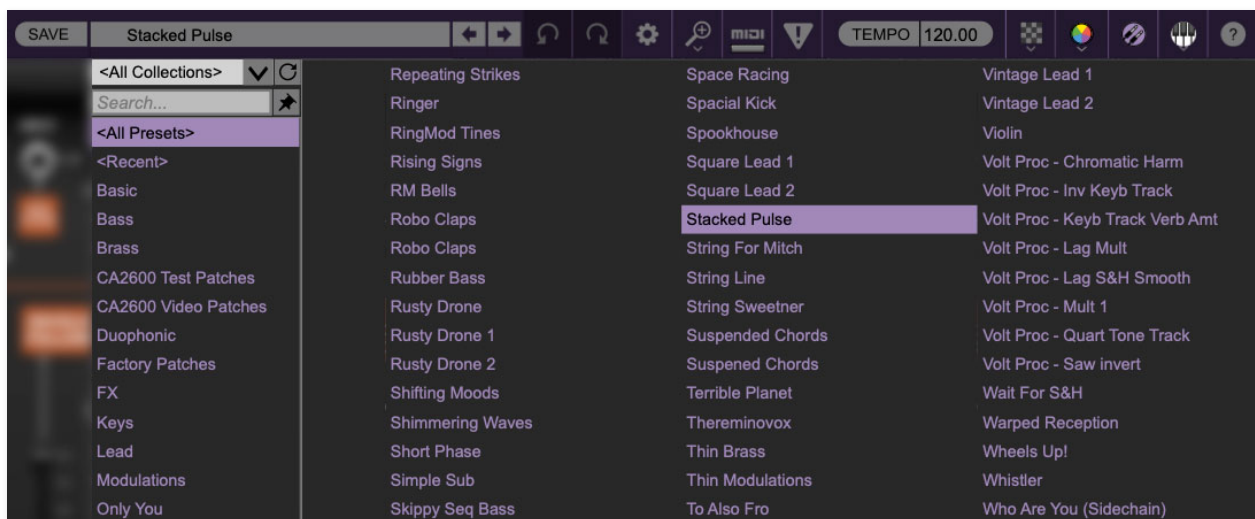 SAVE
Stacked Pulse
MIDI
TEMPO 120.00
?
<All Collections>
Search...
<All Presets>
<Recent>
Basic
Bass
Brass
CA2600 Test Patches
CA2600 Video Patches
Duophonic
Factory Patches
FX
Keys
Lead
Modulations
Only You
Repeating Strikes
Ringer
RingMod Tines
Rising Signs
RM Bells
Robo Claps
Robo Claps
Rubber Bass
Rusty Drone
Rusty Drone 1
Rusty Drone 2
Shifting Moods
Shimmering Waves
Short Phase
Simple Sub
Skippy Seq Bass
Space Racing
Spacial Kick
Spookhouse
Square Lead 1
Square Lead 2
Stacked Pulse
String For Mitch
String Line
String Sweetner
Suspended Chords
Suspened Chords
Terrible Planet
Thereminovox
Thin Brass
Thin Modulations
To Also Fro
Vintage Lead 1
Vintage Lead 2
Violin
Volt Proc - Chromatic Harm
Volt Proc - Inv Keyb Track
Volt Proc - Keyb Track Verb Amt
Volt Proc - Lag Mult
Volt Proc - Lag S&H Smooth
Volt Proc - Mult 1
Volt Proc - Quart Tone Track
Volt Proc - Saw invert
Wait For S&H
Warped Reception
Wheels Up!
Whistler
Who Are You (Sidechain)